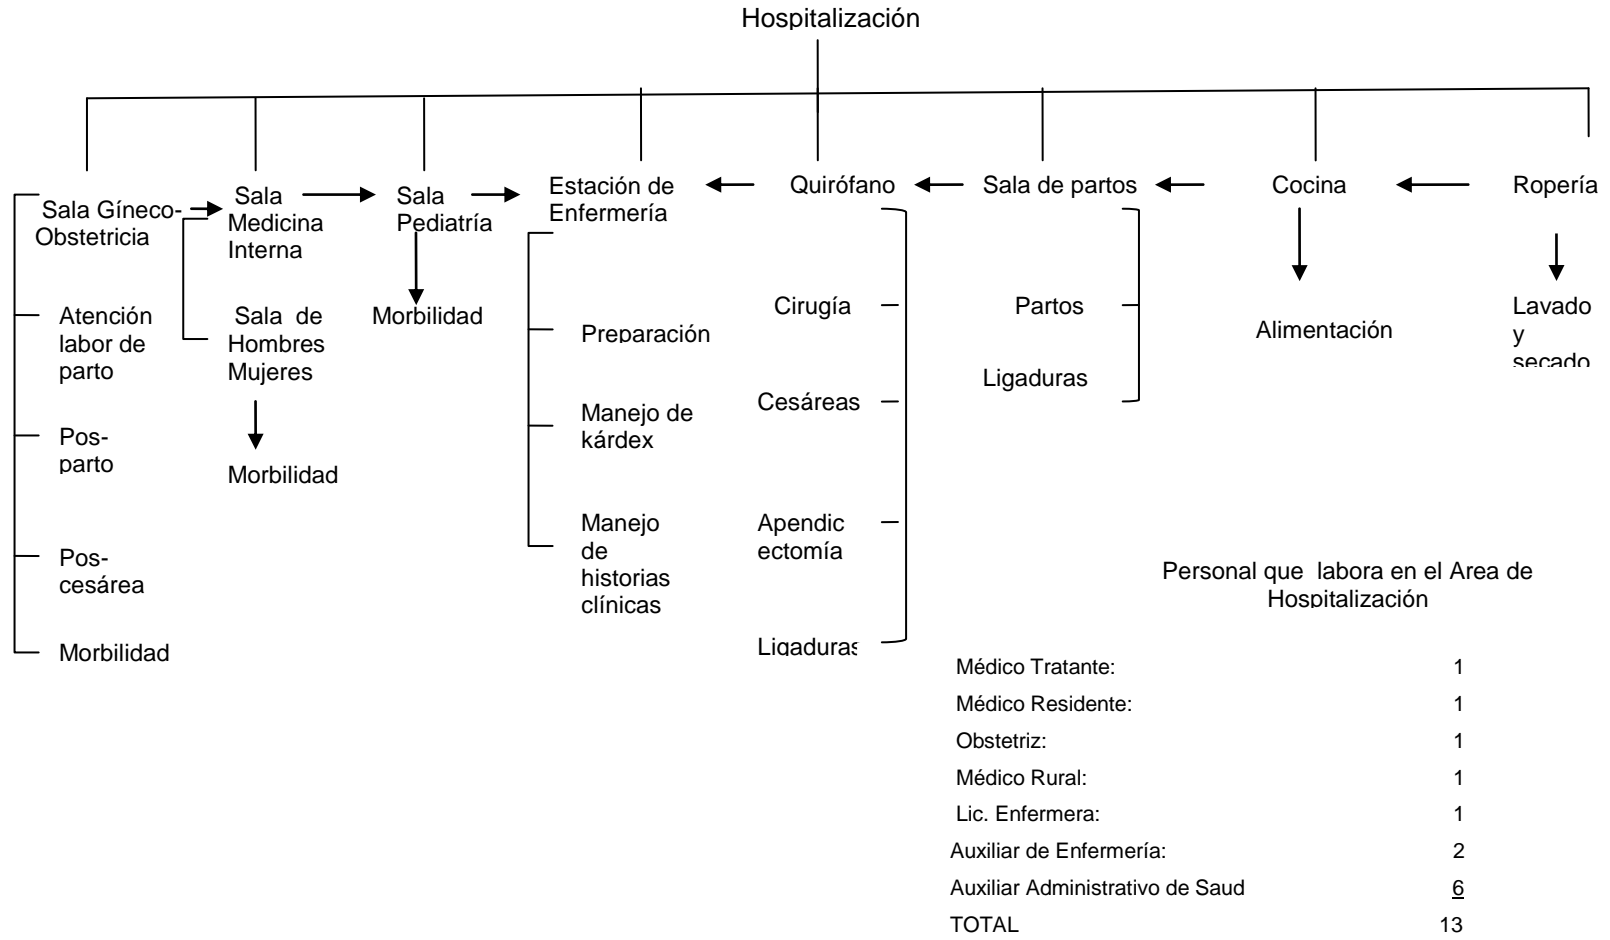 Hospitalización
Sala Gíneco-
Obstetricia
Atención
labor de
parto
Pos-
parto
Pos-
cesárea
Morbilidad
Sala
Medicina
Interna
Sala de
Hombres
Mujeres
Morbilidad
Sala
Pediatría
Morbilidad
Estación de
Enfermería
Preparación
Manejo de
kárdex
Manejo
de
historias
clínicas
Quirófano
Cirugía
Cesáreas
Apendic
ectomía
Ligaduras
Sala de partos
Partos
Ligaduras
Cocina
Alimentación
Ropería
Lavado
y
secado
Personal que labora en el Area de
Hospitalización
Médico Tratante: 1
Médico Residente: 1
Obstetriz: 1
Médico Rural: 1
Lic. Enfermera: 1
Auxiliar de Enfermería: 2
Auxiliar Administrativo de Saud 6
TOTAL 13